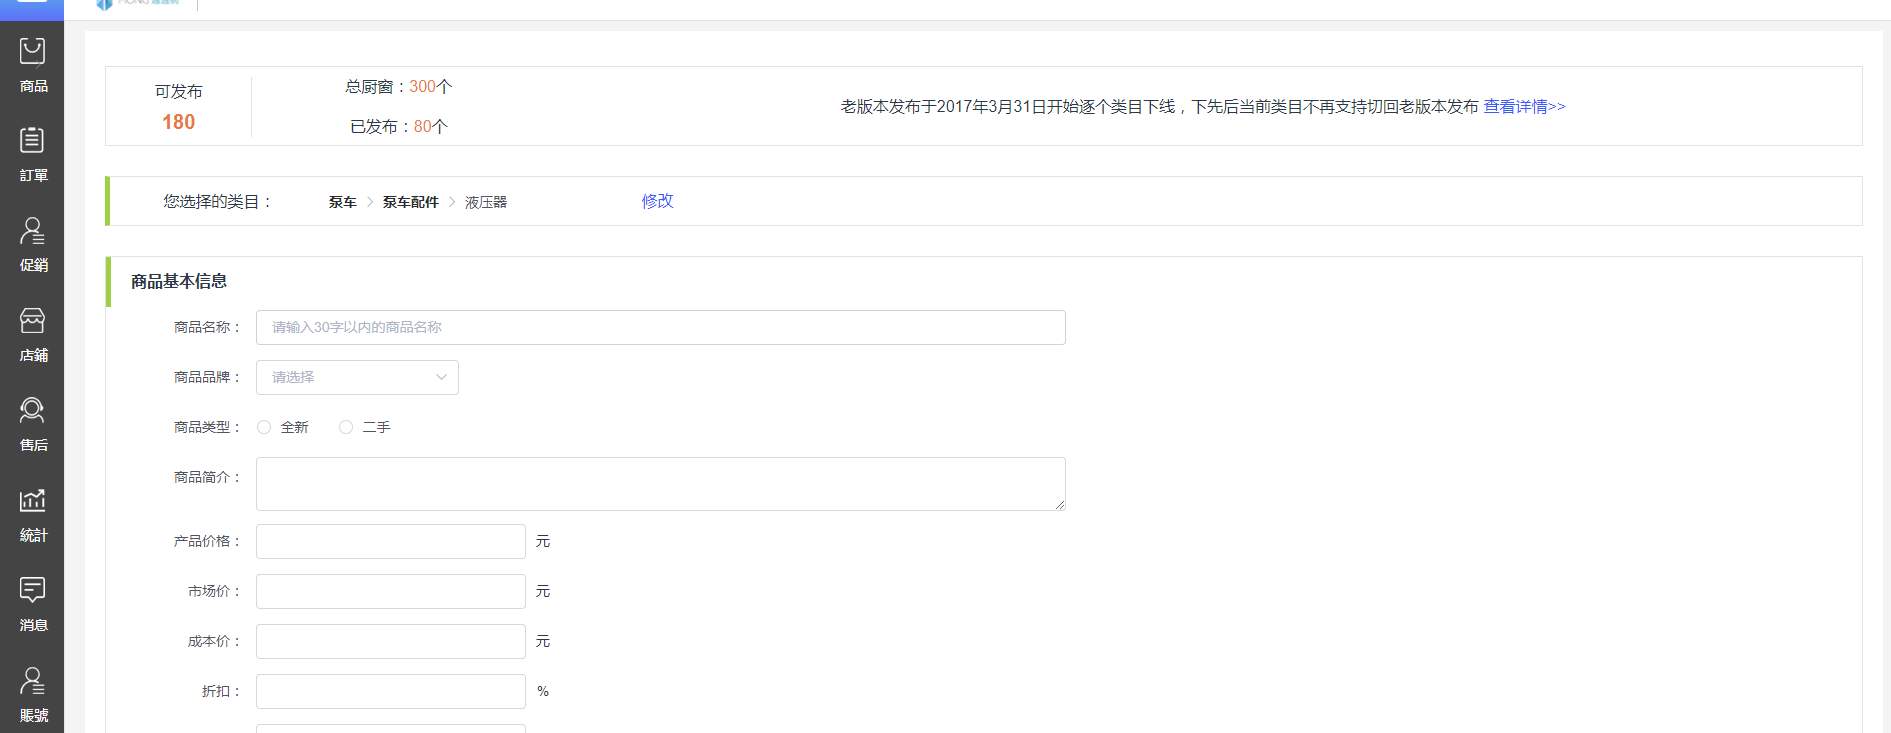 商品
訂單
促銷
店鋪
售后
統計
消息
賬號
可发布
180
总厨窗：300个
已发布：80个
老版本发布于2017年3月31日开始逐个类目下线，下先后当前类目不再支持切回老版本发布 查看详情>>
您选择的类目： 泵车 > 泵车配件 > 液压器 修改
商品基本信息
商品名称： 请输入30字以内的商品名称
商品品牌： 请选择
商品类型： 全新 二手
商品简介：
产品价格： 元
市场价： 元
成本价： 元
折扣： %